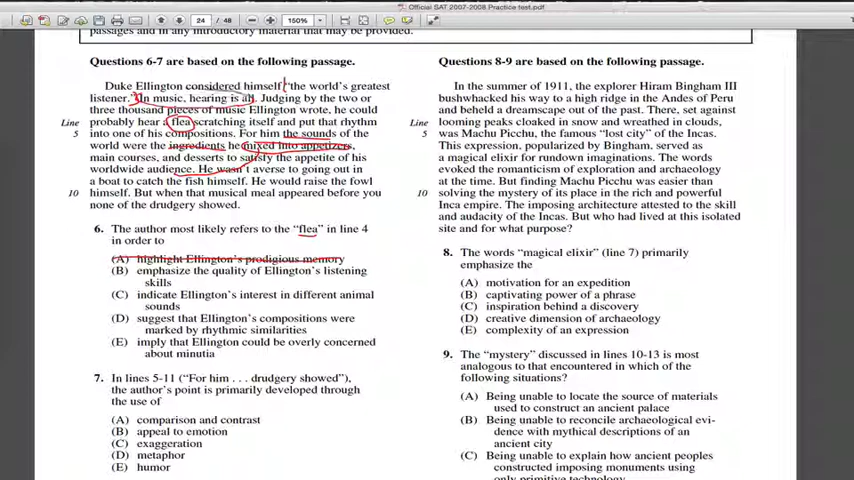 Official SAT 2007-2008 Practice test.pdf
24 / 48
150%
passages and in any introductory material that may be provided.
Questions 6-7 are based on the following passage.
Duke Ellington considered himself “the world’s greatest
listener.” In music, hearing is all. Judging by the two or
three thousand pieces of music Ellington wrote, he could
probably hear a flea scratching itself and put that rhythm
Line
5 into one of his compositions. For him the sounds of the
world were the ingredients he mixed into appetizers,
main courses, and desserts to satisfy the appetite of his
worldwide audience. He wasn’t averse to going out in
a boat to catch the fish himself. He would raise the fowl
10 himself. But when that musical meal appeared before you
none of the drudgery showed.
6. The author most likely refers to the “flea” in line 4
in order to
(A) highlight Ellington’s prodigious memory
(B) emphasize the quality of Ellington’s listening
skills
(C) indicate Ellington’s interest in different animal
sounds
(D) suggest that Ellington’s compositions were
marked by rhythmic similarities
(E) imply that Ellington could be overly concerned
about minutia
7. In lines 5-11 (“For him . . . drudgery showed”),
the author’s point is primarily developed through
the use of
(A) comparison and contrast
(B) appeal to emotion
(C) exaggeration
(D) metaphor
(E) humor
Questions 8-9 are based on the following passage.
In the summer of 1911, the explorer Hiram Bingham III
bushwhacked his way to a high ridge in the Andes of Peru
and beheld a dreamscape out of the past. There, set against
Line looming peaks cloaked in snow and wreathed in clouds,
5 was Machu Picchu, the famous “lost city” of the Incas.
This expression, popularized by Bingham, served as
a magical elixir for rundown imaginations. The words
evoked the romanticism of exploration and archaeology
at the time. But finding Machu Picchu was easier than
10 solving the mystery of its place in the rich and powerful
Inca empire. The imposing architecture attested to the skill
and audacity of the Incas. But who had lived at this isolated
site and for what purpose?
8. The words “magical elixir” (line 7) primarily
emphasize the
(A) motivation for an expedition
(B) captivating power of a phrase
(C) inspiration behind a discovery
(D) creative dimension of archaeology
(E) complexity of an expression
9. The “mystery” discussed in lines 10-13 is most
analogous to that encountered in which of the
following situations?
(A) Being unable to locate the source of materials
used to construct an ancient palace
(B) Being unable to reconcile archaeological evi-
dence with mythical descriptions of an
ancient city
(C) Being unable to explain how ancient peoples
constructed imposing monuments using
only primitive technology